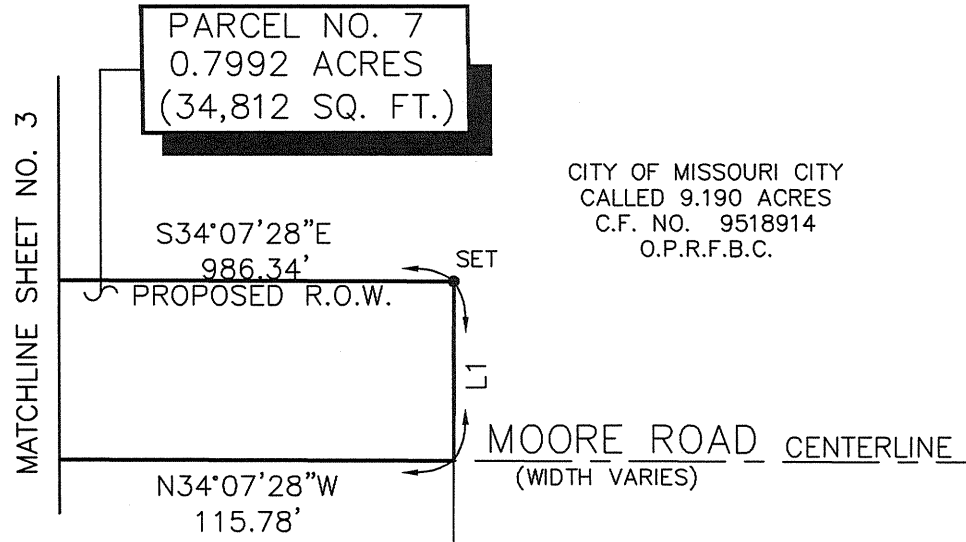 PARCEL NO. 7
0.7992 ACRES
(34,812 SQ. FT.)
MATCHLINE SHEET NO. 3
CITY OF MISSOURI CITY
CALLED 9.190 ACRES
C.F. NO. 9518914
O.P.R.F.B.C.
S34°07'28"E
986.34'
SET
PROPOSED R.O.W.
L1
MOORE ROAD CENTERLINE
(WIDTH VARIES)
N34°07'28"W
115.78'